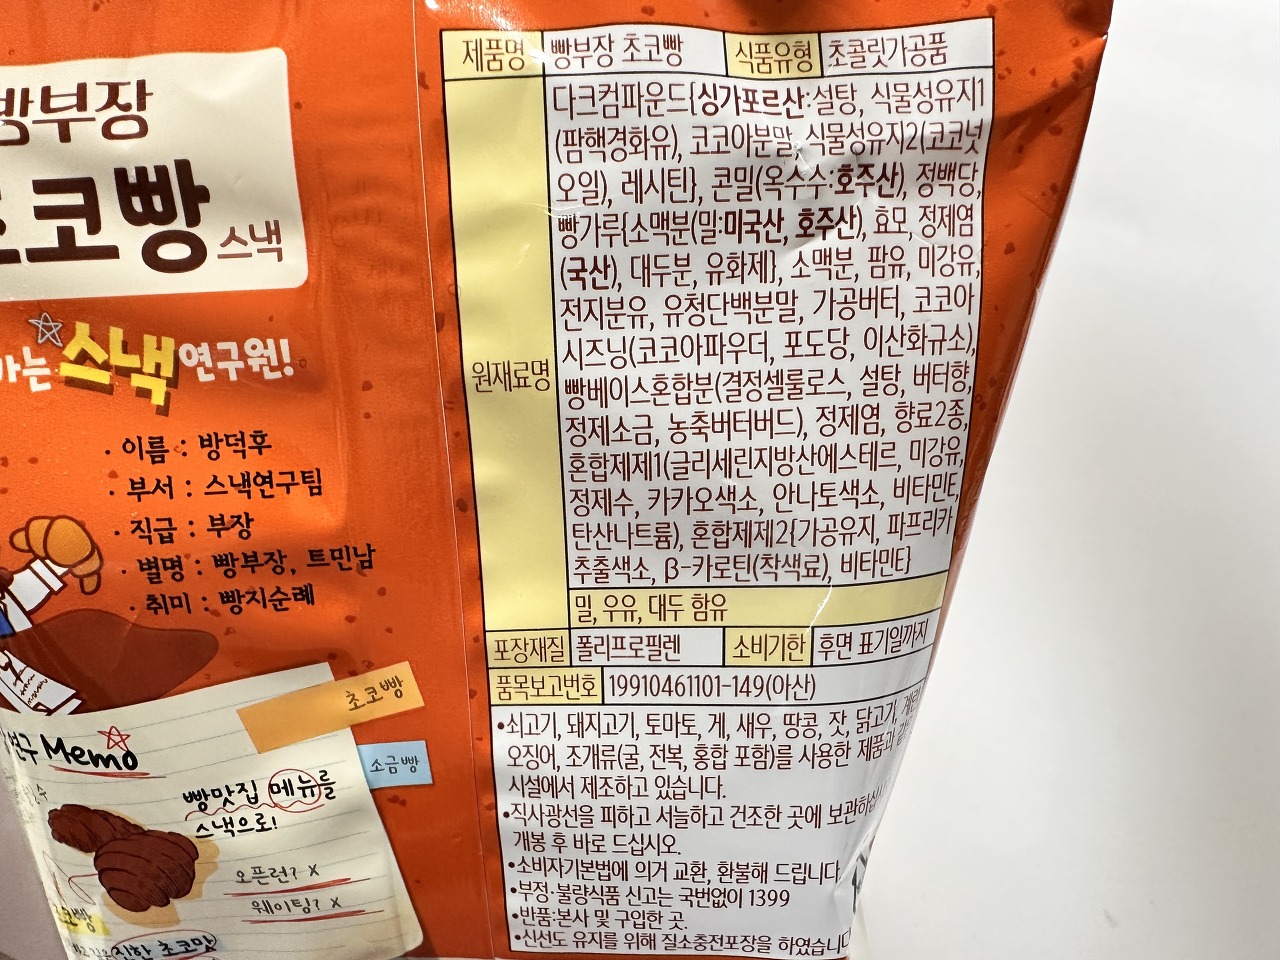 빵부장
초코빵 스낵
스낵 연구원!
· 이름 : 방덕후
· 부서 : 스낵연구팀
· 직급 : 부장
· 별명 : 빵부장, 트민남
· 취미 : 빵지순례
초코빵
소금빵
연구 Memo
빵맛집 메뉴를
스낵으로!
오픈런? X
웨이팅? X
진한 초코맛
제품명 빵부장 초코빵 식품유형 초콜릿가공품
원재료명
다크컴파운드{싱가포르산:설탕, 식물성유지1
(팜핵경화유), 코코아분말, 식물성유지2(코코넛
오일), 레시틴}, 콘밀(옥수수:호주산), 정백당,
빵가루{소맥분(밀:미국산, 호주산), 효모, 정제염
(국산), 대두분, 유화제}, 소맥분, 팜유, 미강유,
전지분유, 유청단백분말, 가공버터, 코코아
시즈닝(코코아파우더, 포도당, 이산화규소),
빵베이스혼합분(결정셀룰로스, 설탕, 버터향,
정제소금, 농축버터버드), 정제염, 향료2종,
혼합제제1(글리세린지방산에스테르, 미강유,
정제수, 카카오색소, 안나토색소, 비타민E,
탄산나트륨), 혼합제제2{가공유지, 파프리카
추출색소, β-카로틴(착색료), 비타민E}
밀, 우유, 대두 함유
포장재질 폴리프로필렌 소비기한 후면 표기일까지
품목보고번호 19910461101-149(아산)
•쇠고기, 돼지고기, 토마토, 게, 새우, 땅콩, 잣, 닭고기,
오징어, 조개류(굴, 전복, 홍합 포함)를 사용한 제품과
시설에서 제조하고 있습니다.
•직사광선을 피하고 서늘하고 건조한 곳에
개봉 후 바로 드십시오.
•소비자기본법에 의거 교환, 환불해 드립니다.
•부정·불량식품 신고는 국번없이 1399
•반품:본사 및 구입한 곳.
•신선도 유지를 위해 질소충전포장을 하였습니다